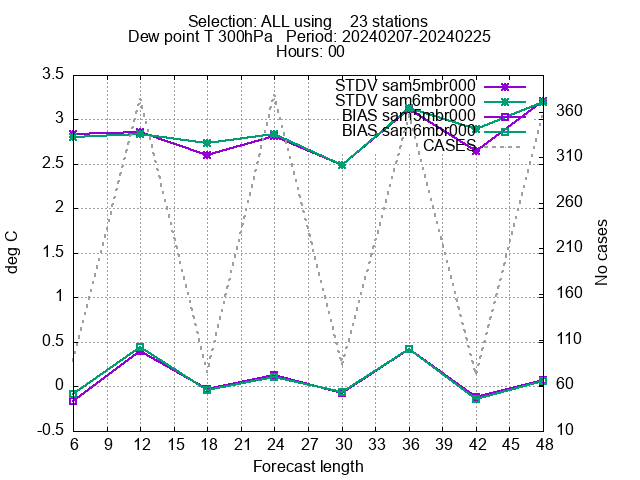 Selection: ALL using 23 stations
Dew point T 300hPa Period: 20240207-20240225
Hours: 00
STDV sam5mbr000
STDV sam6mbr000
BIAS sam5mbr000
BIAS sam6mbr000
CASES
deg C
3.5
3
2.5
2
1.5
1
0.5
0
-0.5
No cases
360
310
260
210
160
110
60
10
6 9 12 15 18 21 24 27 30 33 36 39 42 45 48
Forecast length